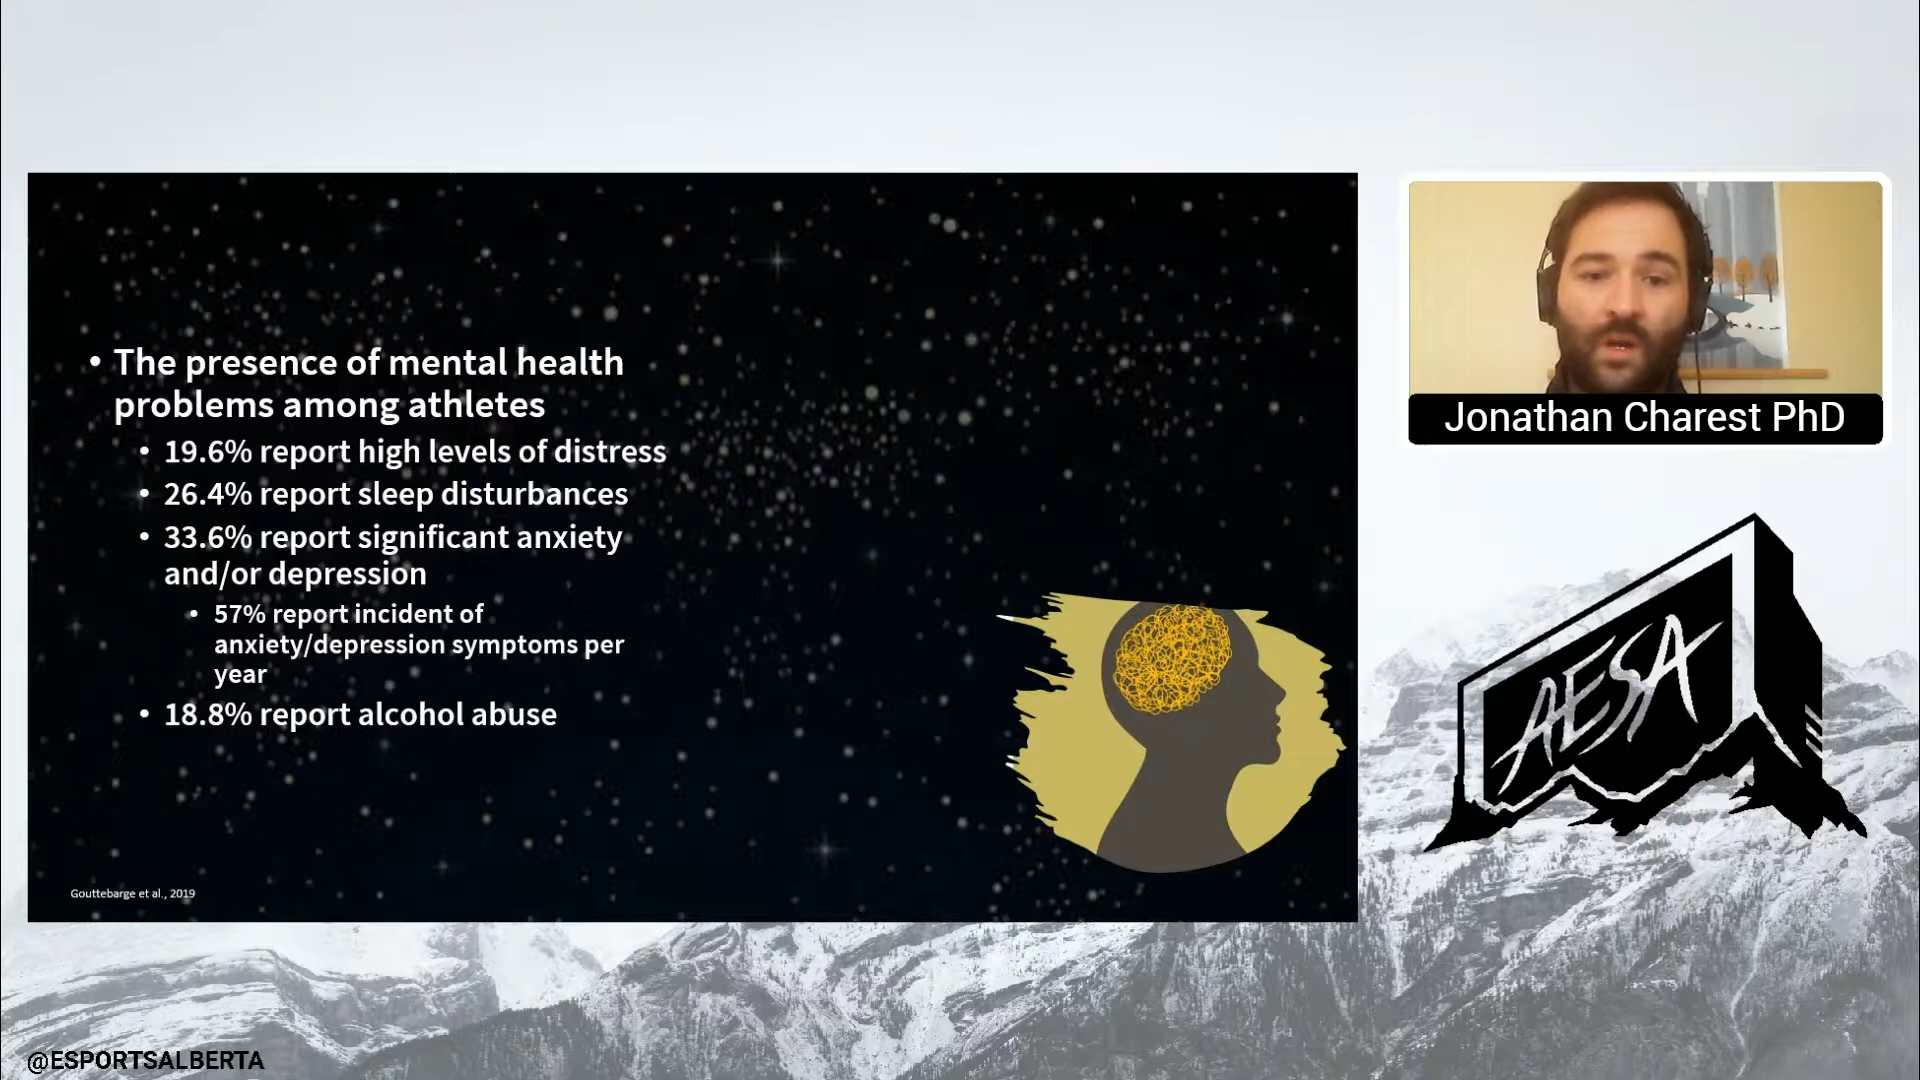 • The presence of mental health
problems among athletes
• 19.6% report high levels of distress
• 26.4% report sleep disturbances
• 33.6% report significant anxiety
and/or depression
• 57% report incident of
anxiety/depression symptoms per
year
• 18.8% report alcohol abuse
Gouttebarge et al., 2019
Jonathan Charest PhD
AESA
@ESPORTSALBERTA